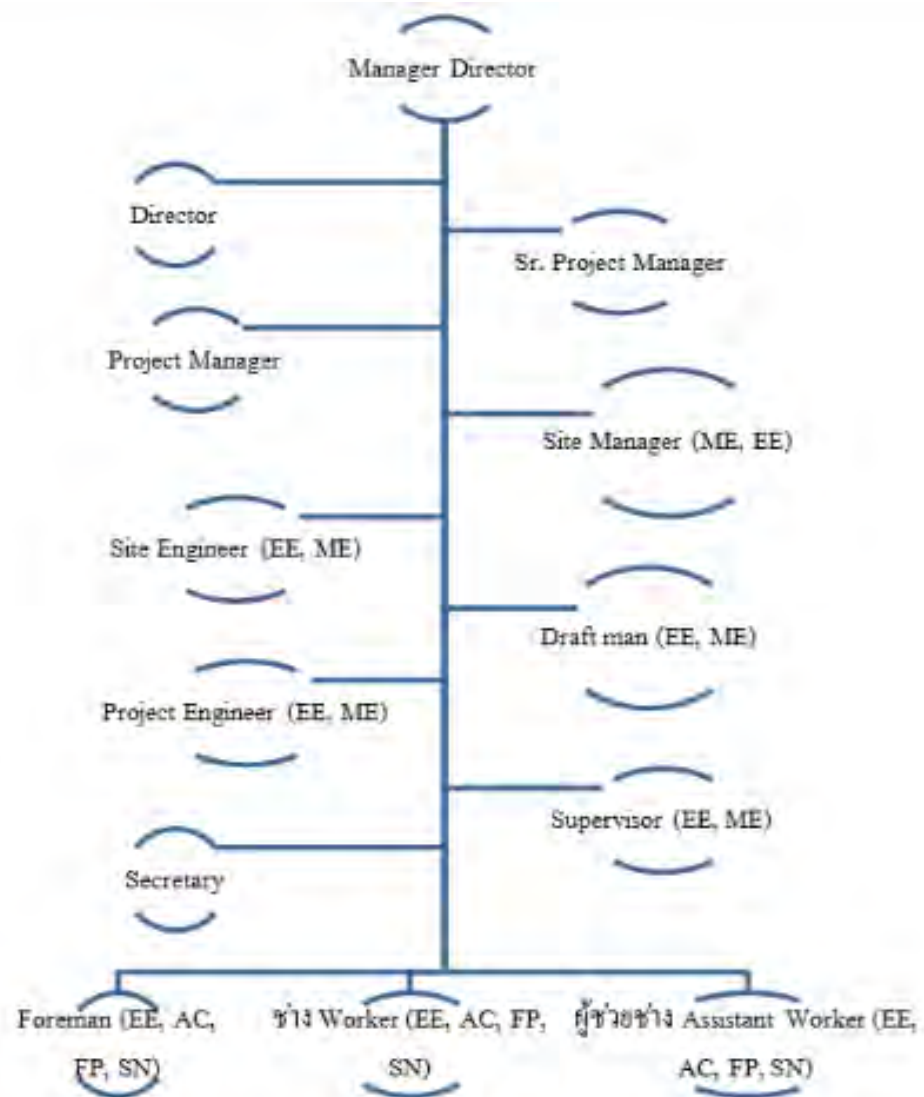 Manager Director
Director
Sr. Project Manager
Project Manager
Site Manager (ME, EE)
Site Engineer (EE, ME)
Draft man (EE, ME)
Project Engineer (EE, ME)
Supervisor (EE, ME)
Secretary
Foreman (EE, AC,
FP, SN)
ช่าง Worker (EE, AC, FP,
SN)
ผู้ช่วยช่าง Assistant Worker (EE,
AC, FP, SN)